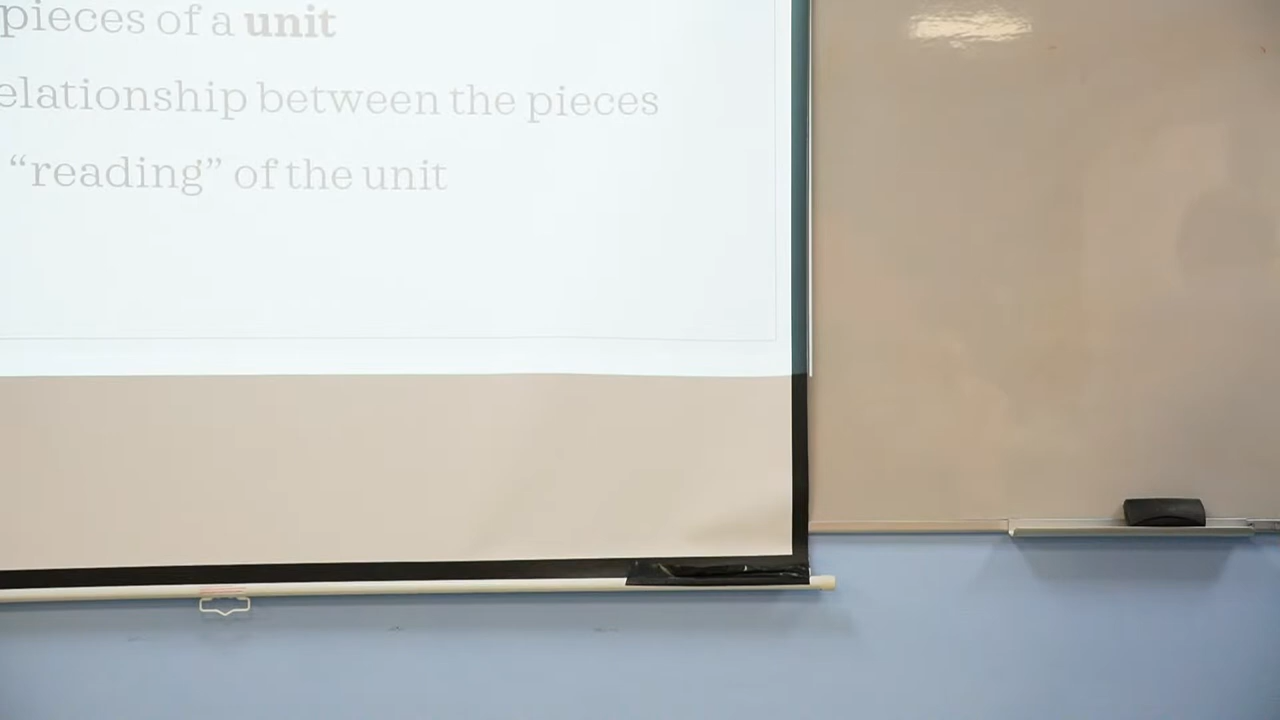 pieces of a unit
elationship between the pieces
“reading” of the unit